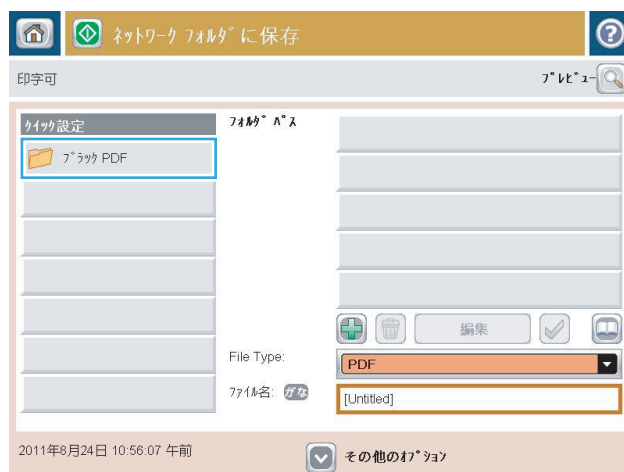 ﾈｯﾄﾜｰｸ ﾌｫﾙﾀﾞに保存
?
印字可
ﾌﾟﾚﾋﾞｭｰ
ｸｲｯｸ設定
ﾌﾞﾗｯｸ PDF
ﾌｫﾙﾀﾞ ﾊﾟｽ
編集
File Type:
PDF
ﾌｧｲﾙ名: がな
[Untitled]
2011年8月24日 10:56:07 午前
その他のｵﾌﾟｼｮﾝ